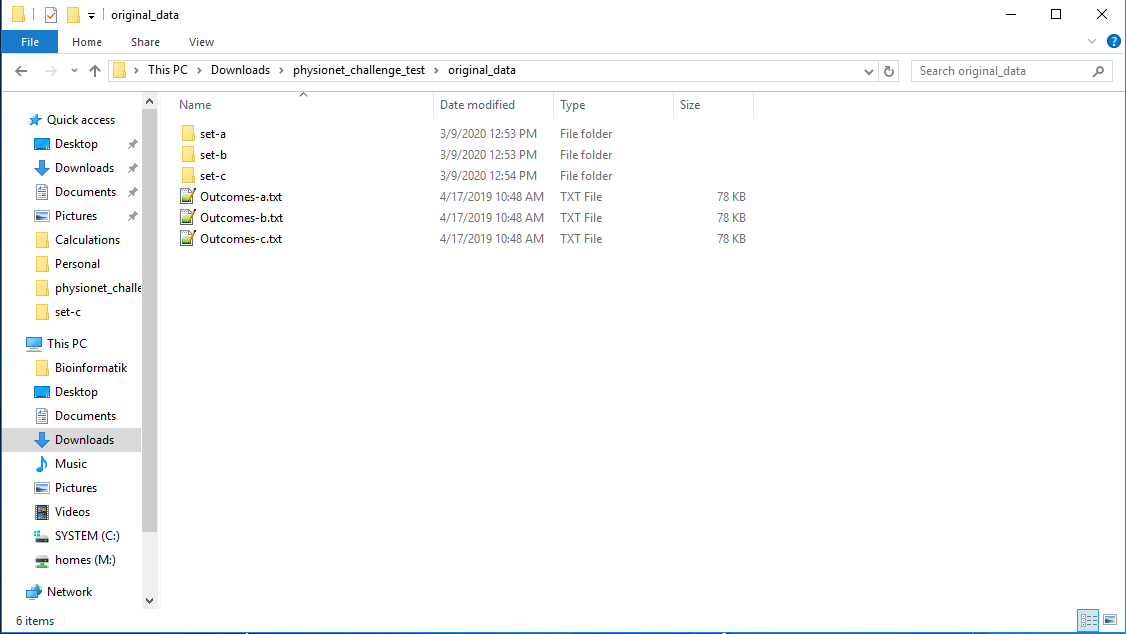 original_data
File Home Share View
This PC Downloads physionet_challenge_test original_data Search original_data
Name Date modified Type Size
set-a 3/9/2020 12:53 PM File folder
set-b 3/9/2020 12:53 PM File folder
set-c 3/9/2020 12:54 PM File folder
Outcomes-a.txt 4/17/2019 10:48 AM TXT File 78 KB
Outcomes-b.txt 4/17/2019 10:48 AM TXT File 78 KB
Outcomes-c.txt 4/17/2019 10:48 AM TXT File 78 KB
Quick access
Desktop
Downloads
Documents
Pictures
Calculations
Personal
physionet_challe
set-c
This PC
Bioinformatik
Desktop
Documents
Downloads
Music
Pictures
Videos
SYSTEM (C:)
homes (M:)
Network
6 items